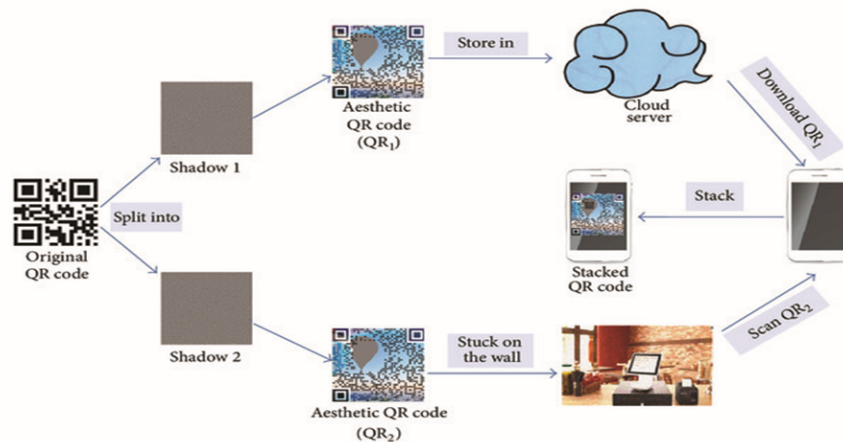 Original
QR code
Split into
Shadow 1
Shadow 2
Aesthetic
QR code
(QR₁)
Store in
Cloud
server
Download QR₁
Aesthetic QR code
(QR₂)
Stuck on
the wall
Scan QR₂
Stack
Stacked
QR code